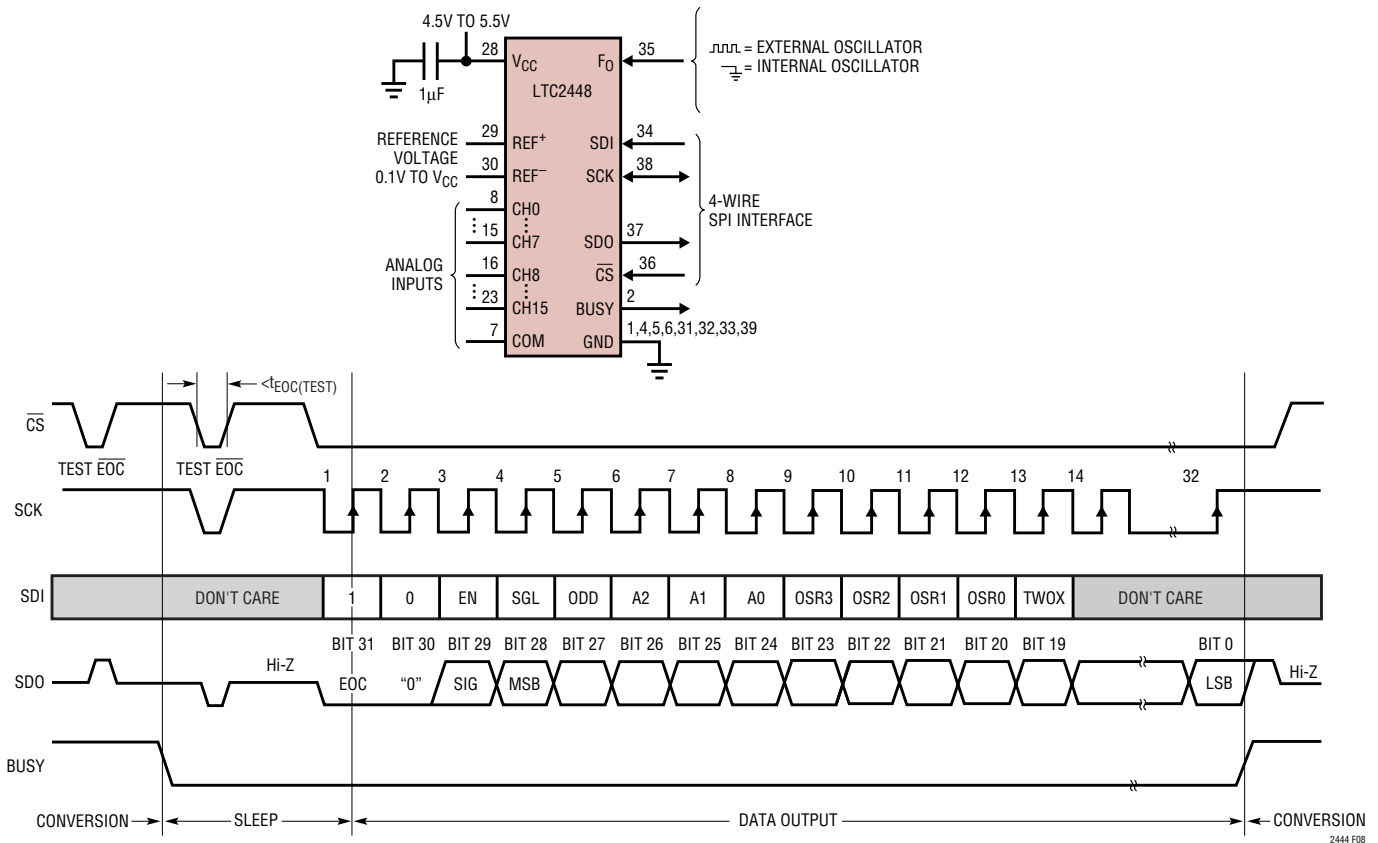 4.5V TO 5.5V
1µF
28 VCC
FO 35
= EXTERNAL OSCILLATOR
= INTERNAL OSCILLATOR
LTC2448
REFERENCE
VOLTAGE
0.1V TO VCC
29 REF+
30 REF–
SDI 34
SCK 38
4-WIRE
SPI INTERFACE
8 CH0
15 CH7
SDO 37
ANALOG
INPUTS
16 CH8
CS 36
23 CH15
BUSY 2
7 COM
GND 1,4,5,6,31,32,33,39
<tEOC(TEST)
CS
TEST EOC TEST EOC
1 2 3 4 5 6 7 8 9 10 11 12 13 14 32
SCK
SDI DON'T CARE 1 0 EN SGL ODD A2 A1 A0 OSR3 OSR2 OSR1 OSR0 TWOX DON'T CARE
BIT 31 BIT 30 BIT 29 BIT 28 BIT 27 BIT 26 BIT 25 BIT 24 BIT 23 BIT 22 BIT 21 BIT 20 BIT 19 BIT 0
SDO Hi-Z EOC “0” SIG MSB LSB Hi-Z
BUSY
CONVERSION SLEEP DATA OUTPUT CONVERSION
2444 F08